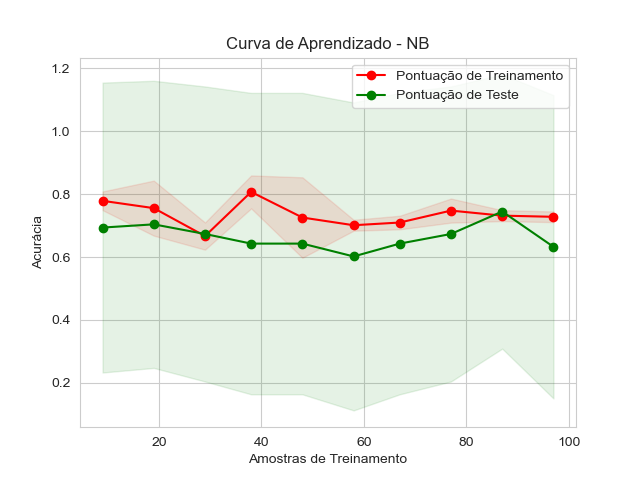 Curva de Aprendizado - NB
Pontuação de Treinamento
Pontuação de Teste
1.2
1.0
0.8
0.6
0.4
0.2
Acurácia
20
40
60
80
100
Amostras de Treinamento